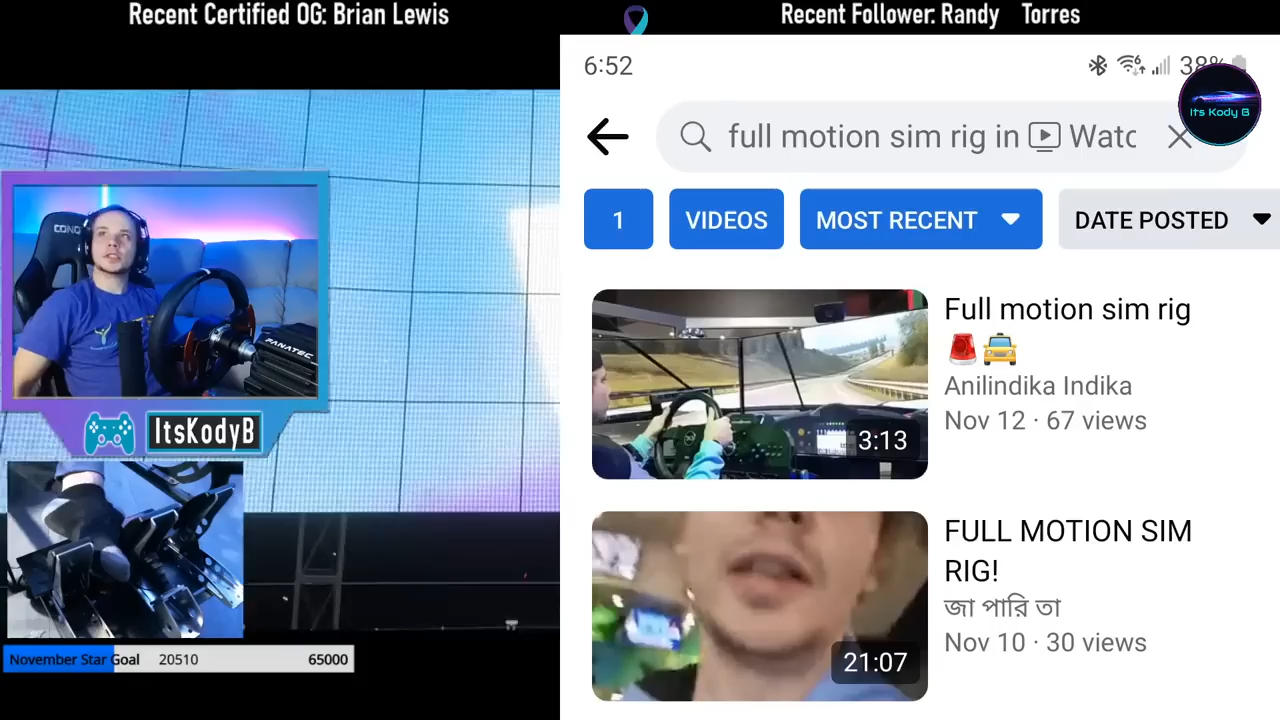 Recent Certified OG: Brian Lewis
Recent Follower: Randy Torres
6:52
38%
Its Kody B
full motion sim rig in Watc
1
VIDEOS
MOST RECENT
DATE POSTED
Full motion sim rig
🚨🚖
Anilindika Indika
Nov 12 · 67 views
3:13
FULL MOTION SIM
RIG!
জা পারি তা
Nov 10 · 30 views
21:07
FANATEC
ItsKodyB
November Star Goal 20510 65000